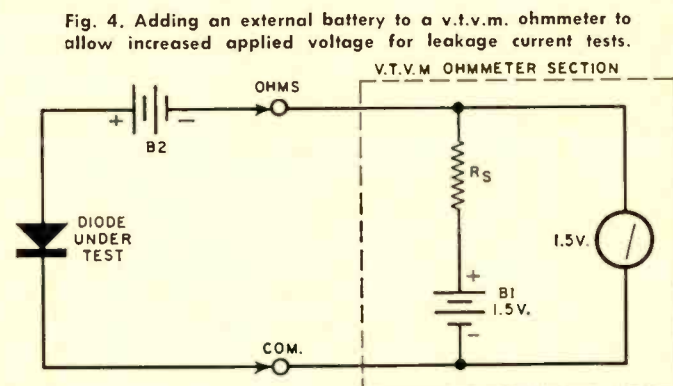 Fig. 4. Adding an external battery to a v.t.v.m. ohmmeter to
allow increased applied voltage for leakage current tests.
V.T.V.M OHMMETER SECTION
OHMS
+ -
B2
RS
DIODE
UNDER
TEST
1.5V.
+
B1
1.5V.
-
COM.